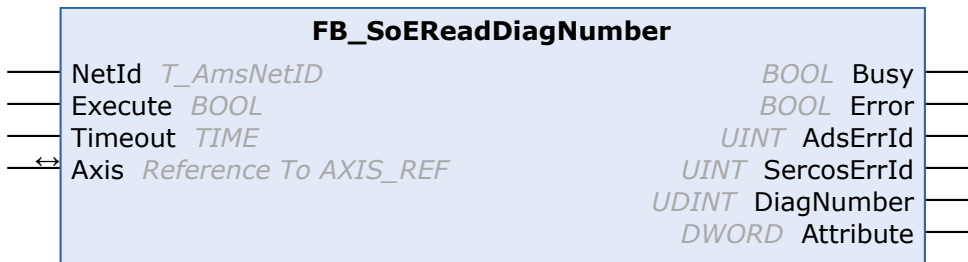 FB_SoEReadDiagNumber
NetId T_AmsNetID BOOL Busy
Execute BOOL BOOL Error
Timeout TIME UINT AdsErrId
↔ Axis Reference To AXIS_REF UINT SercosErrId
UDINT DiagNumber
DWORD Attribute